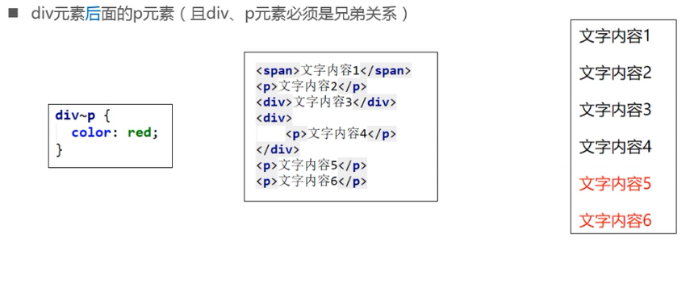 ■ div元素后面的p元素（且div、p元素必须是兄弟关系）
div~p {
color: red;
}
<span>文字内容1</span>
<p>文字内容2</p>
<div>文字内容3</div>
<div>
<p>文字内容4</p>
</div>
<p>文字内容5</p>
<p>文字内容6</p>
文字内容1
文字内容2
文字内容3
文字内容4
文字内容5
文字内容6